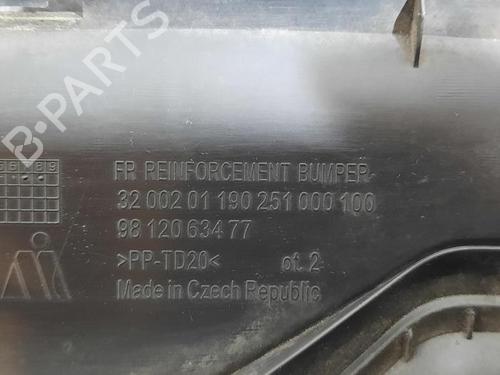 B-PARTS
FR REINFORCEMENT BUMPER
32 002 01 190 251 000 100
98 120 634 77
>PP-TD20< ot. 2
Made in Czech Republic